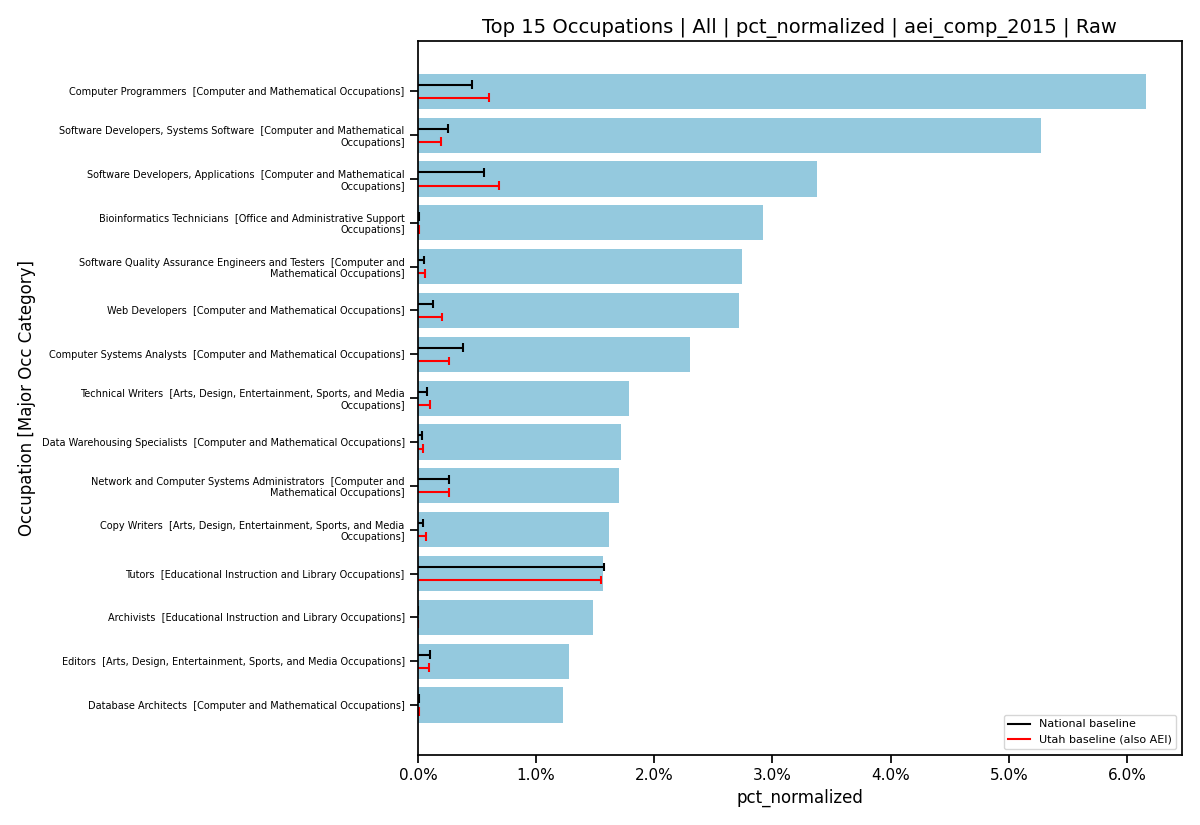 Top 15 Occupations | All | pct_normalized | aei_comp_2015 | Raw
Occupation [Major Occ Category]
Computer Programmers  [Computer and Mathematical Occupations]
Software Developers, Systems Software  [Computer and Mathematical
Occupations]
Software Developers, Applications  [Computer and Mathematical
Occupations]
Bioinformatics Technicians  [Office and Administrative Support
Occupations]
Software Quality Assurance Engineers and Testers  [Computer and
Mathematical Occupations]
Web Developers  [Computer and Mathematical Occupations]
Computer Systems Analysts  [Computer and Mathematical Occupations]
Technical Writers  [Arts, Design, Entertainment, Sports, and Media
Occupations]
Data Warehousing Specialists  [Computer and Mathematical Occupations]
Network and Computer Systems Administrators  [Computer and
Mathematical Occupations]
Copy Writers  [Arts, Design, Entertainment, Sports, and Media
Occupations]
Tutors  [Educational Instruction and Library Occupations]
Archivists  [Educational Instruction and Library Occupations]
Editors  [Arts, Design, Entertainment, Sports, and Media Occupations]
Database Architects  [Computer and Mathematical Occupations]
National baseline
Utah baseline (also AEI)
0.0% 1.0% 2.0% 3.0% 4.0% 5.0% 6.0%
pct_normalized